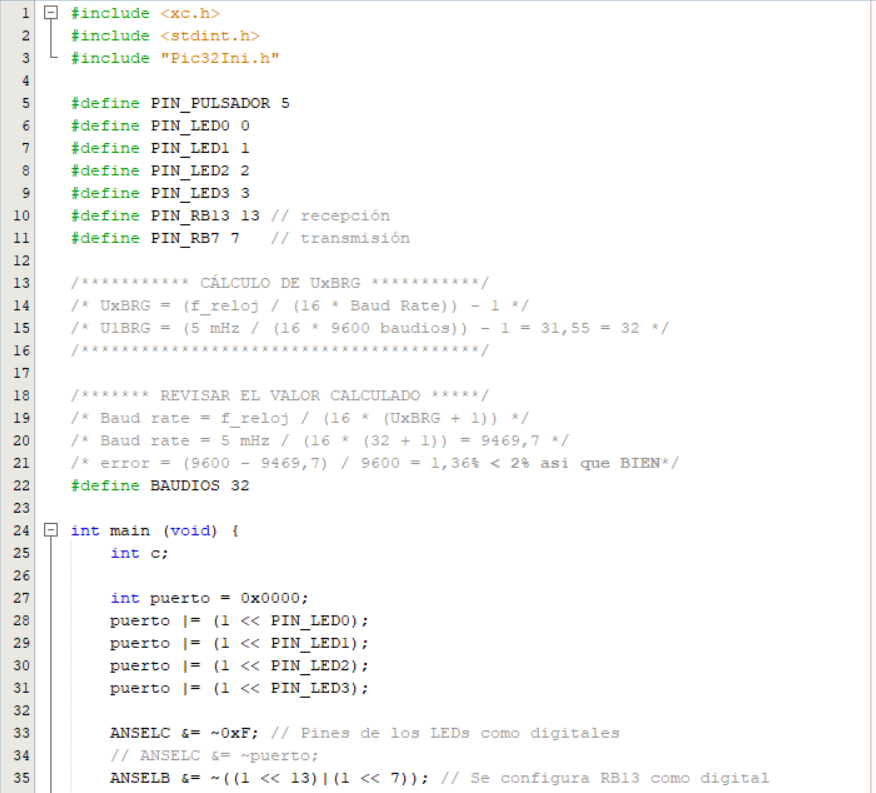 1 #include <xc.h>
2 #include <stdint.h>
3 #include "Pic32Ini.h"
4
5 #define PIN_PULSADOR 5
6 #define PIN_LED0 0
7 #define PIN_LED1 1
8 #define PIN_LED2 2
9 #define PIN_LED3 3
10 #define PIN_RB13 13 // recepción
11 #define PIN_RB7 7   // transmisión
12
13 /*********** CÁLCULO DE UxBRG ***********/
14 /* UxBRG = (f_reloj / (16 * Baud Rate)) - 1 */
15 /* U1BRG = (5 mHz / (16 * 9600 baudios)) - 1 = 31,55 = 32 */
16 /****************************************/
17
18 /******* REVISAR EL VALOR CALCULADO *****/
19 /* Baud rate = f_reloj / (16 * (UxBRG + 1)) */
20 /* Baud rate = 5 mHz / (16 * (32 + 1)) = 9469,7 */
21 /* error = (9600 - 9469,7) / 9600 = 1,36% < 2% asi que BIEN*/
22 #define BAUDIOS 32
23
24 int main (void) {
25     int c;
26
27     int puerto = 0x0000;
28     puerto |= (1 << PIN_LED0);
29     puerto |= (1 << PIN_LED1);
30     puerto |= (1 << PIN_LED2);
31     puerto |= (1 << PIN_LED3);
32
33     ANSELC &= ~0xF; // Pines de los LEDs como digitales
34     // ANSELC &= ~puerto;
35     ANSELB &= ~((1 << 13)|(1 << 7)); // Se configura RB13 como digital